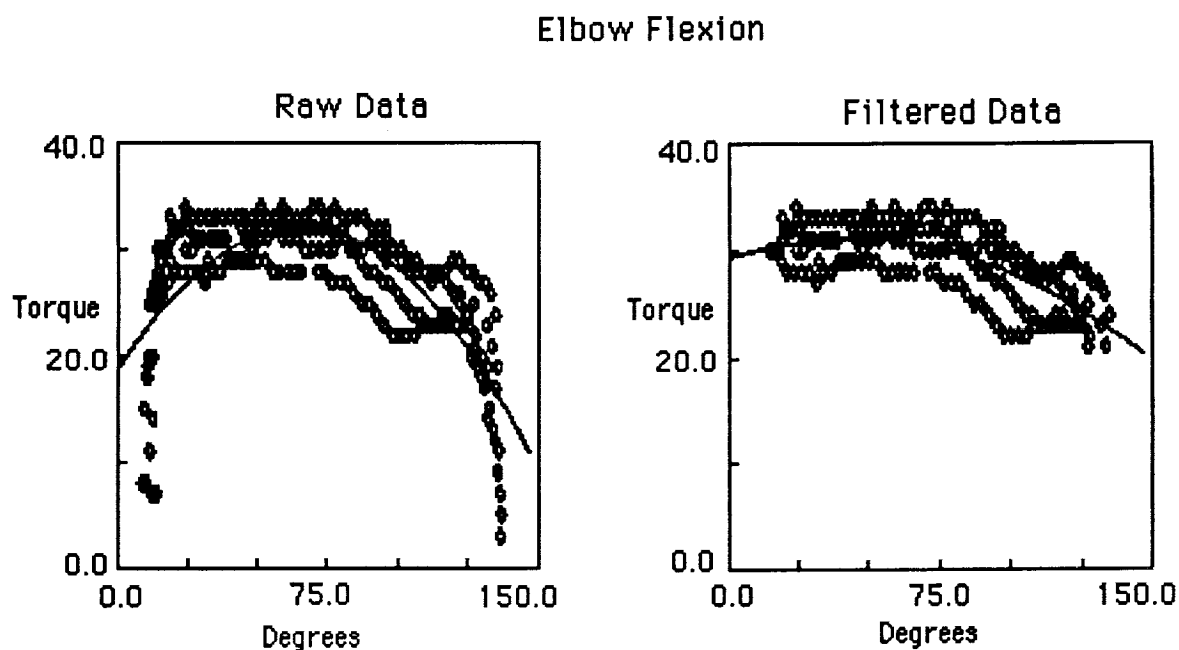 Elbow Flexion
Raw Data
40.0
Torque
20.0
0.0
0.0 75.0 150.0
Degrees
Filtered Data
40.0
Torque
20.0
0.0
0.0 75.0 150.0
Degrees